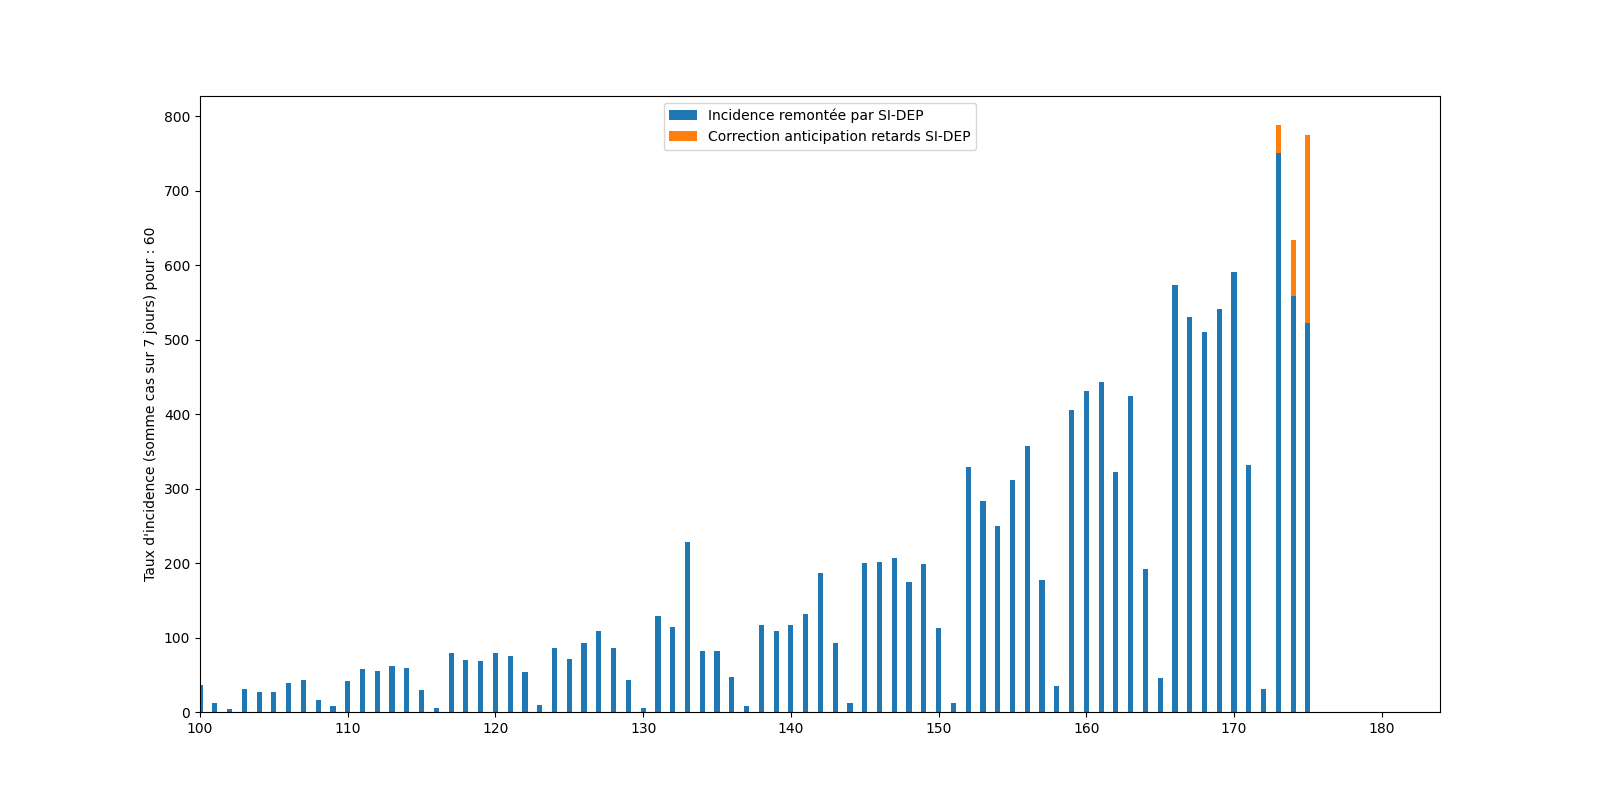 Incidence remontée par SI-DEP
Correction anticipation retards SI-DEP
Taux d'incidence (somme cas sur 7 jours) pour : 60
800
700
600
500
400
300
200
100
0
100 110 120 130 140 150 160 170 180